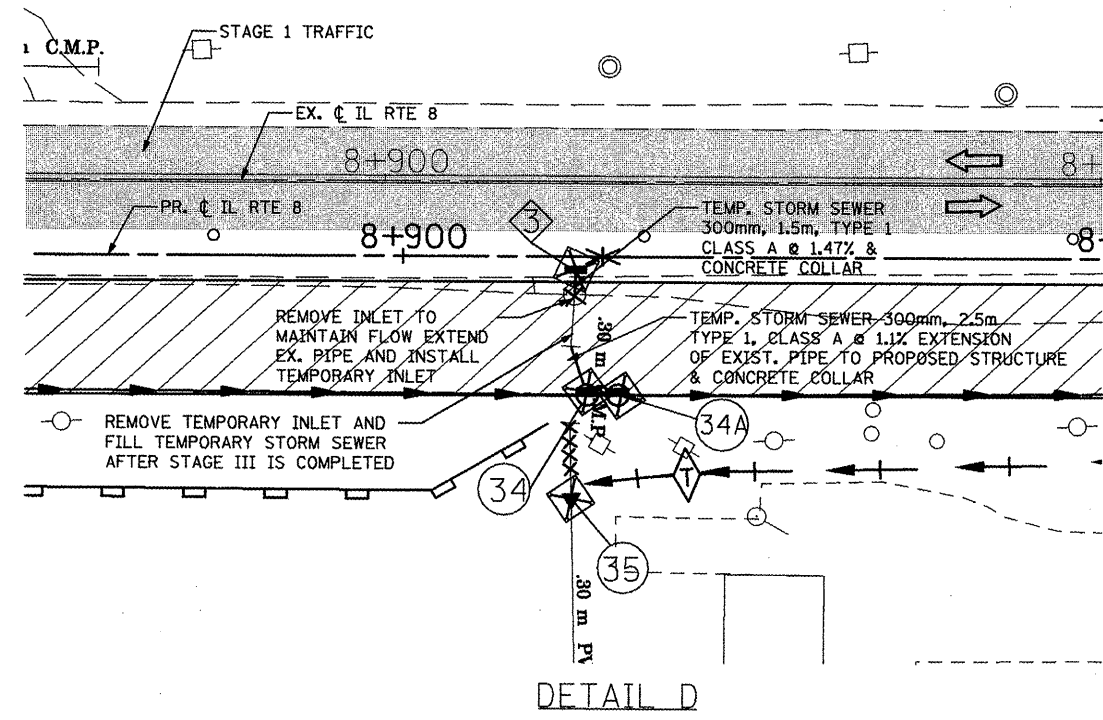 STAGE 1 TRAFFIC
C.M.P.
EX. ℄ IL RTE 8
8+900
8+
PR. ℄ IL RTE 8
8+900
8+
3
TEMP. STORM SEWER
300mm, 1.5m, TYPE 1
CLASS A @ 1.47% &
CONCRETE COLLAR
REMOVE INLET TO
MAINTAIN FLOW EXTEND
EX. PIPE AND INSTALL
TEMPORARY INLET
.30 m
M.P.
TEMP. STORM SEWER 300mm, 2.5m
TYPE 1, CLASS A @ 1.1% EXTENSION
OF EXIST. PIPE TO PROPOSED STRUCTURE
& CONCRETE COLLAR
REMOVE TEMPORARY INLET AND
FILL TEMPORARY STORM SEWER
AFTER STAGE III IS COMPLETED
34A
34
T
35
.30 m PV
DETAIL D